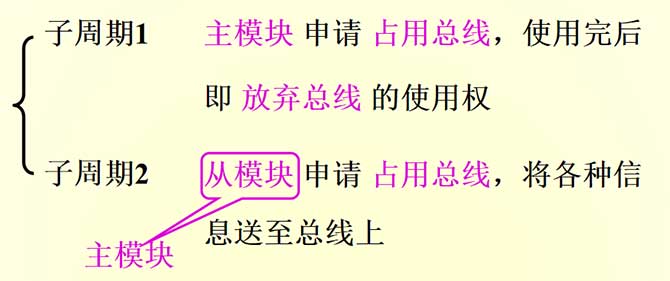 子周期1 主模块 申请 占用总线，使用完后
即 放弃总线 的使用权
子周期2 从模块 申请 占用总线，将各种信
息送至总线上
主模块